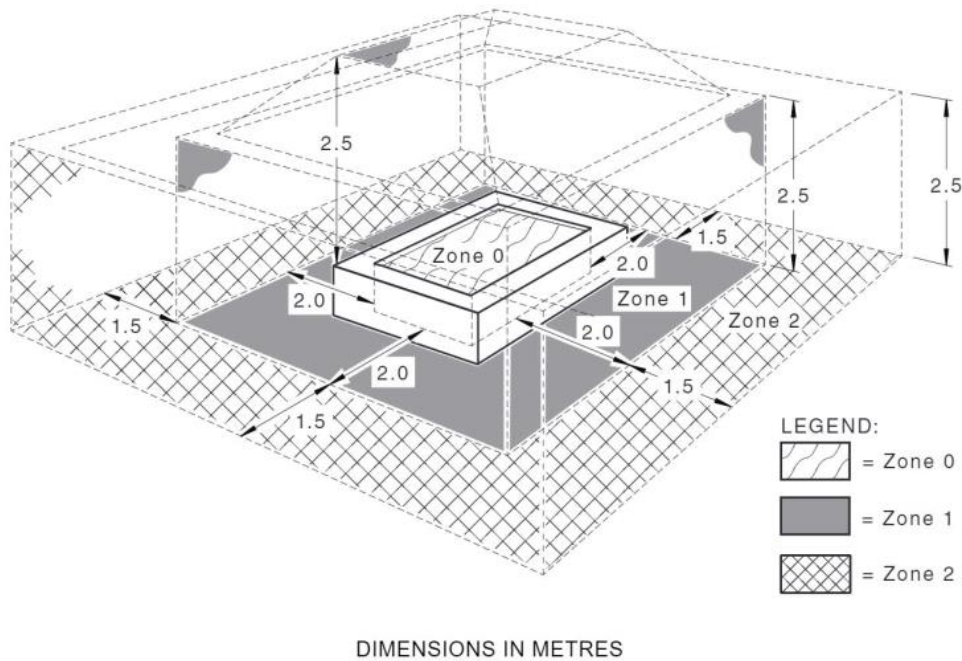 2.5
2.5
2.5
Zone 0
1.5
2.0
2.0
Zone 1
1.5
2.0
Zone 2
2.0
1.5
1.5
LEGEND:
= Zone 0
= Zone 1
= Zone 2
DIMENSIONS IN METRES